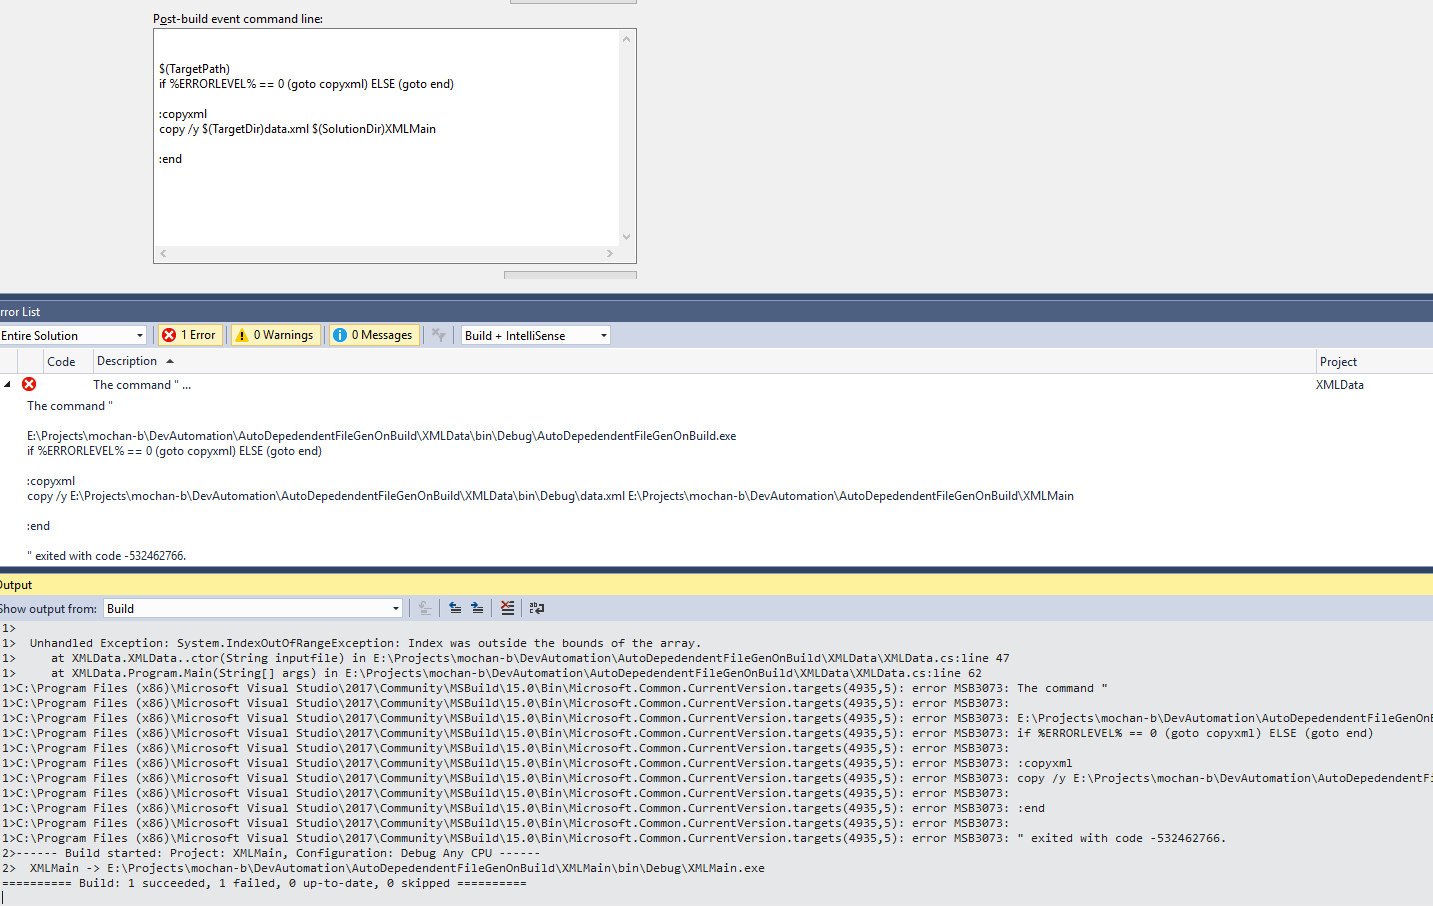 Post-build event command line:
$(TargetPath)
if %ERRORLEVEL% == 0 (goto copyxml) ELSE (goto end)
:copyxml
copy /y $(TargetDir)data.xml $(SolutionDir)XMLMain
:end
rror List
Entire Solution
1 Error
0 Warnings
0 Messages
Build + IntelliSense
Code
Description
Project
The command " ...
XMLData
The command "
E:\Projects\mochan-b\DevAutomation\AutoDepedendentFileGenOnBuild\XMLData\bin\Debug\AutoDepedendentFileGenOnBuild.exe
if %ERRORLEVEL% == 0 (goto copyxml) ELSE (goto end)
:copyxml
copy /y E:\Projects\mochan-b\DevAutomation\AutoDepedendentFileGenOnBuild\XMLData\bin\Debug\data.xml E:\Projects\mochan-b\DevAutomation\AutoDepedendentFileGenOnBuild\XMLMain
:end
" exited with code -532462766.
Output
Show output from:
Build
1>
1>  Unhandled Exception: System.IndexOutOfRangeException: Index was outside the bounds of the array.
1>     at XMLData.XMLData..ctor(String inputfile) in E:\Projects\mochan-b\DevAutomation\AutoDepedendentFileGenOnBuild\XMLData\XMLData.cs:line 47
1>     at XMLData.Program.Main(String[] args) in E:\Projects\mochan-b\DevAutomation\AutoDepedendentFileGenOnBuild\XMLData\XMLData.cs:line 62
1>C:\Program Files (x86)\Microsoft Visual Studio\2017\Community\MSBuild\15.0\Bin\Microsoft.Common.CurrentVersion.targets(4935,5): error MSB3073: The command "
1>C:\Program Files (x86)\Microsoft Visual Studio\2017\Community\MSBuild\15.0\Bin\Microsoft.Common.CurrentVersion.targets(4935,5): error MSB3073:
1>C:\Program Files (x86)\Microsoft Visual Studio\2017\Community\MSBuild\15.0\Bin\Microsoft.Common.CurrentVersion.targets(4935,5): error MSB3073: E:\Projects\mochan-b\DevAutomation\AutoDepedendentFileGenOnB
1>C:\Program Files (x86)\Microsoft Visual Studio\2017\Community\MSBuild\15.0\Bin\Microsoft.Common.CurrentVersion.targets(4935,5): error MSB3073: if %ERRORLEVEL% == 0 (goto copyxml) ELSE (goto end)
1>C:\Program Files (x86)\Microsoft Visual Studio\2017\Community\MSBuild\15.0\Bin\Microsoft.Common.CurrentVersion.targets(4935,5): error MSB3073:
1>C:\Program Files (x86)\Microsoft Visual Studio\2017\Community\MSBuild\15.0\Bin\Microsoft.Common.CurrentVersion.targets(4935,5): error MSB3073: :copyxml
1>C:\Program Files (x86)\Microsoft Visual Studio\2017\Community\MSBuild\15.0\Bin\Microsoft.Common.CurrentVersion.targets(4935,5): error MSB3073: copy /y E:\Projects\mochan-b\DevAutomation\AutoDepedendentFi
1>C:\Program Files (x86)\Microsoft Visual Studio\2017\Community\MSBuild\15.0\Bin\Microsoft.Common.CurrentVersion.targets(4935,5): error MSB3073:
1>C:\Program Files (x86)\Microsoft Visual Studio\2017\Community\MSBuild\15.0\Bin\Microsoft.Common.CurrentVersion.targets(4935,5): error MSB3073: :end
1>C:\Program Files (x86)\Microsoft Visual Studio\2017\Community\MSBuild\15.0\Bin\Microsoft.Common.CurrentVersion.targets(4935,5): error MSB3073:
1>C:\Program Files (x86)\Microsoft Visual Studio\2017\Community\MSBuild\15.0\Bin\Microsoft.Common.CurrentVersion.targets(4935,5): error MSB3073: " exited with code -532462766.
2>------ Build started: Project: XMLMain, Configuration: Debug Any CPU ------
2>  XMLMain -> E:\Projects\mochan-b\DevAutomation\AutoDepedendentFileGenOnBuild\XMLMain\bin\Debug\XMLMain.exe
========== Build: 1 succeeded, 1 failed, 0 up-to-date, 0 skipped ==========